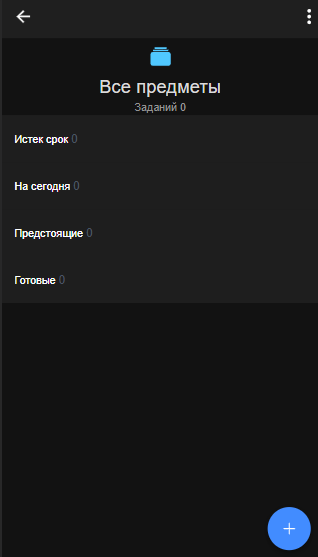 Все предметы
Заданий 0
Истек срок 0
На сегодня 0
Предстоящие 0
Готовые 0